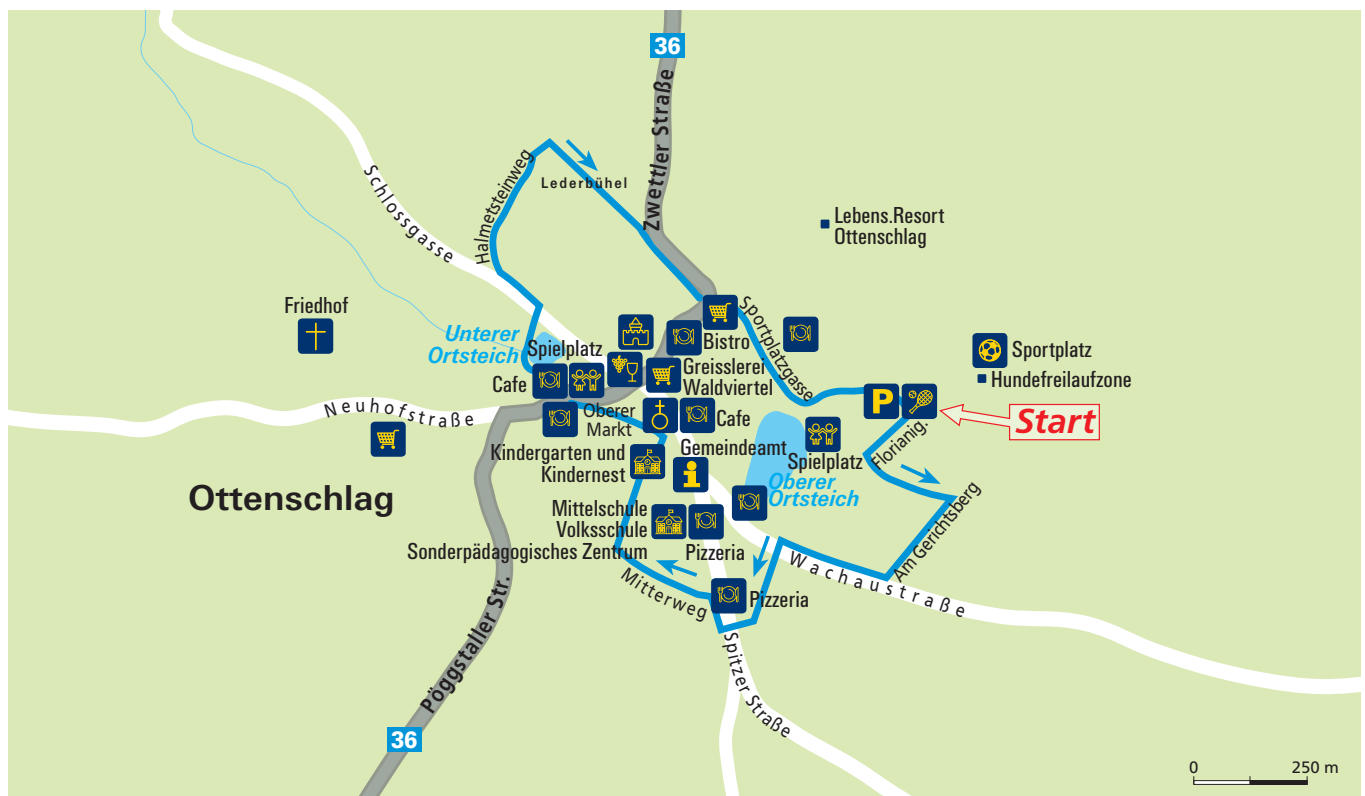 36
Zwettler Straße
Schlossgasse
Halmetsteinweg
Lederbühel
Lebens.Resort
Ottenschlag
Friedhof
Unterer
Ortsteich
Spielplatz
Cafe
Bistro
Greisslerei
Waldviertel
Sportplatzgasse
Sportplatz
Hundefreilaufzone
P
Start
Neuhofstraße
Oberer
Markt
Cafe
Kindergarten und
Kindernest
Gemeindeamt
i
Spielplatz
Oberer
Ortsteich
Florianig.
Am Gerichtsberg
Ottenschlag
Mittelschule
Volksschule
Sonderpädagogisches Zentrum
Pizzeria
Mitterweg
Pizzeria
Wachaustraße
Spitzer Straße
Pöggstaller Str.
36
0 250 m